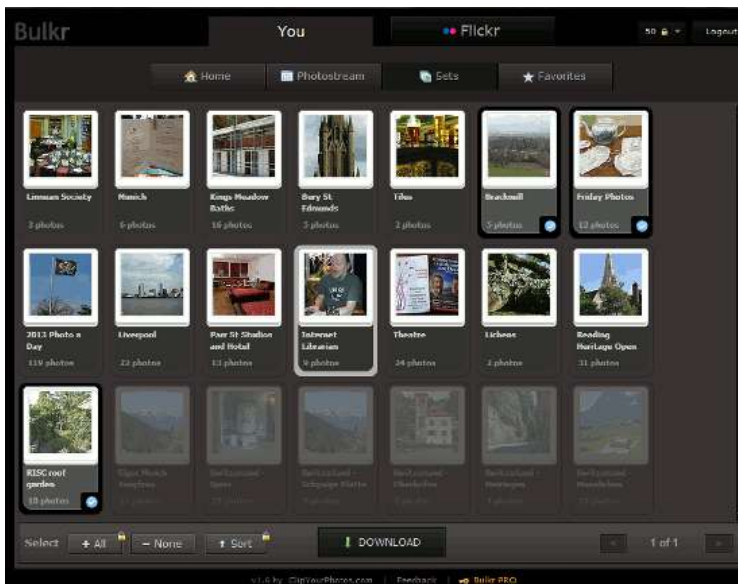 Bulkr
You
Flickr
50
Logout
Home
Photostream
Sets
Favorites
Linnean Society
Munich
Kings Meadow
Baths
Bury St
Edmunds
Tiles
Friday Photos
3 photos
6 photos
16 photos
5 photos
2 photos
5 photos
12 photos
2013 Photo a
Day
Liverpool
Parr St Studios
and Hotel
Internet
Librarian
Theatre
Lichens
Reading
Heritage Open
119 photos
22 photos
13 photos
9 photos
24 photos
2 photos
31 photos
RISC roof
garden
10 photos
Select
+ All
− None
Sort
DOWNLOAD
1 of 1
v1.6 by ClipYourPhotos.com | Feedback | Bulkr PRO